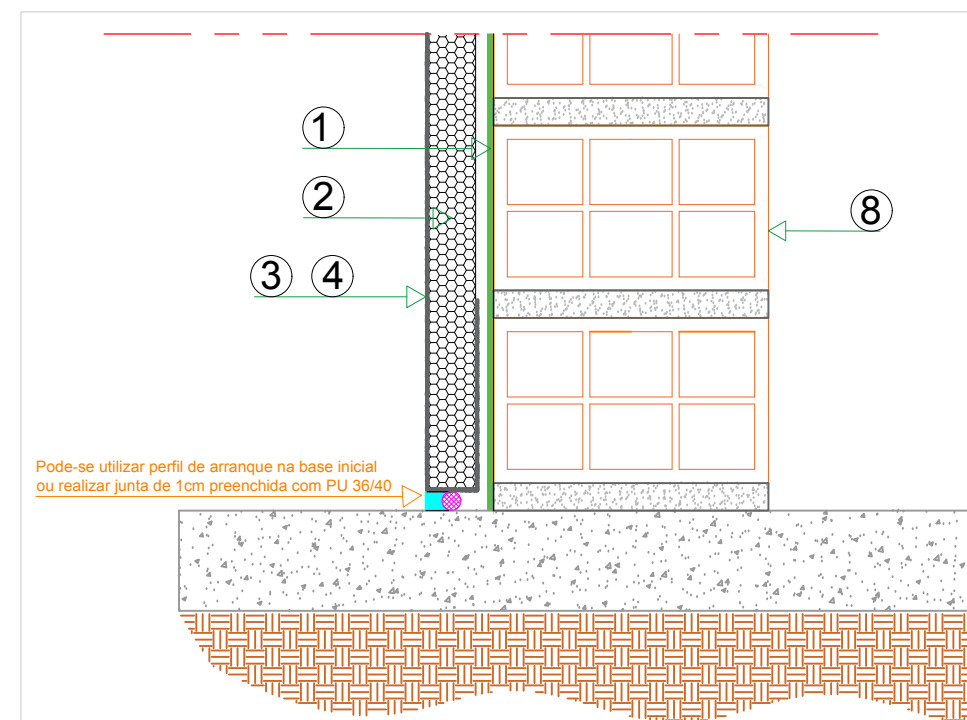 1
2
8
3 4
Pode-se utilizar perfil de arranque na base inicial
ou realizar junta de 1cm preenchida com PU 36/40